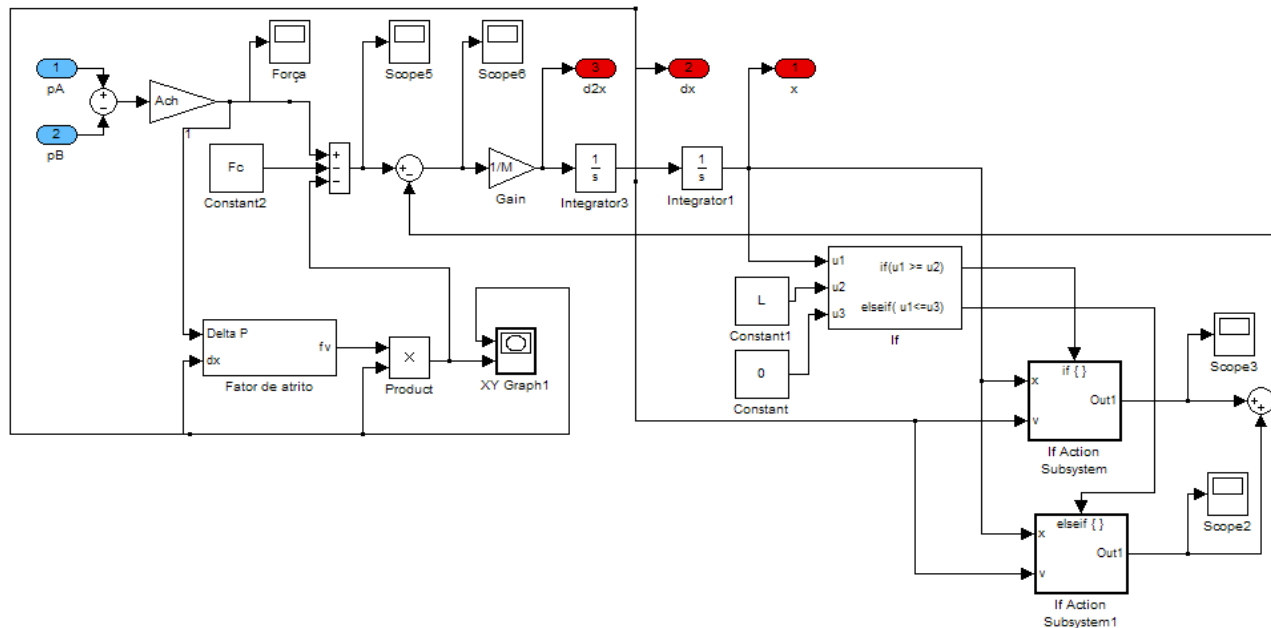 1
pA
2
pB
+
−
Ach
1
Força
Scope5
Scope6
3
d2x
2
dx
1
x
Fc
Constant2
+
−
−
+
−
1/M
Gain
1
s
Integrator3
1
s
Integrator1
u1
u2
u3
if(u1 >= u2)
elseif( u1<=u3)
If
L
Constant1
0
Constant
Delta P
dx
fv
Fator de atrito
×
Product
XY Graph1
if { }
x
v
Out1
If Action
Subsystem
Scope3
+
+
elseif { }
x
v
Out1
If Action
Subsystem1
Scope2